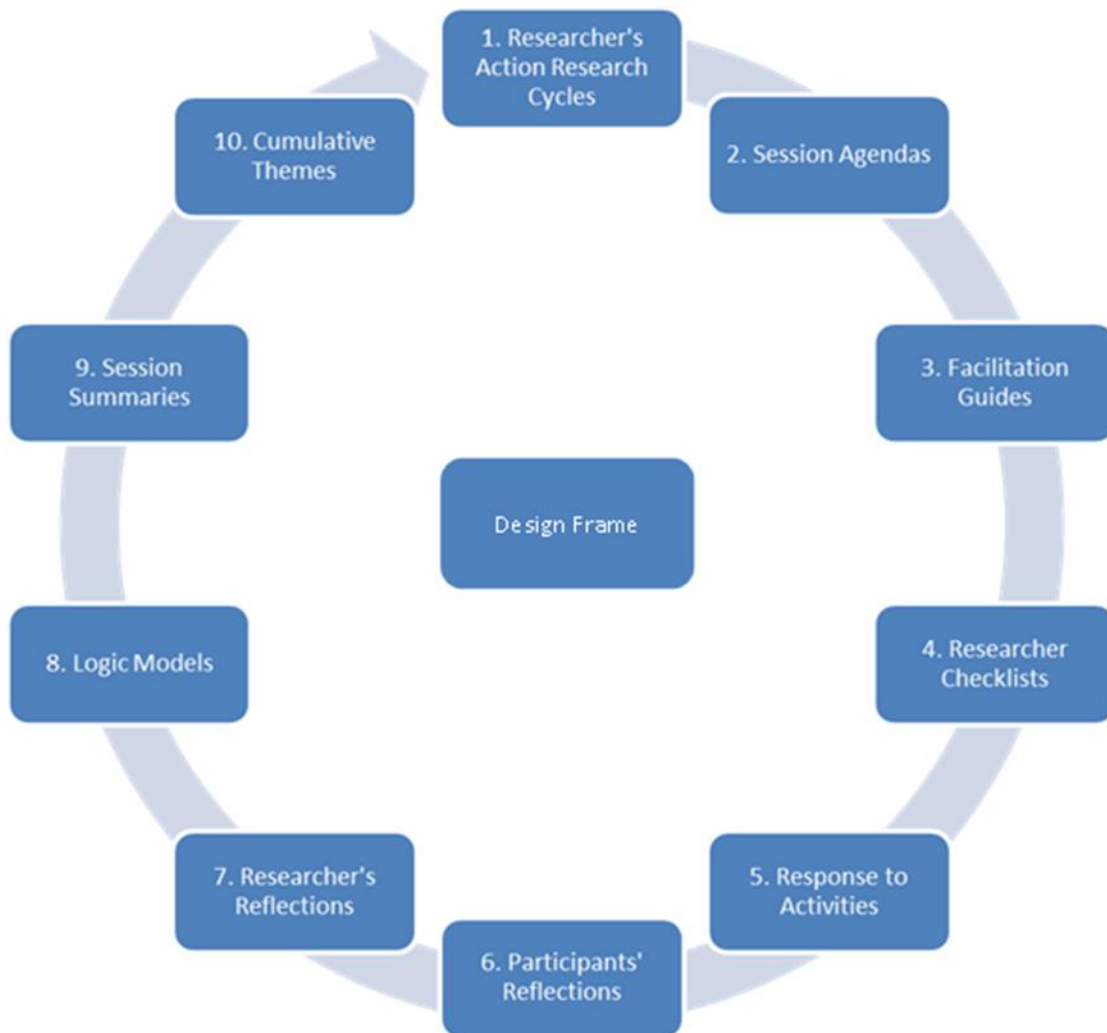 1. Researcher's
Action Research
Cycles
2. Session Agendas
3. Facilitation
Guides
4. Researcher
Checklists
5. Response to
Activities
6. Participants'
Reflections
7. Researcher's
Reflections
8. Logic Models
9. Session
Summaries
10. Cumulative
Themes
Design Frame